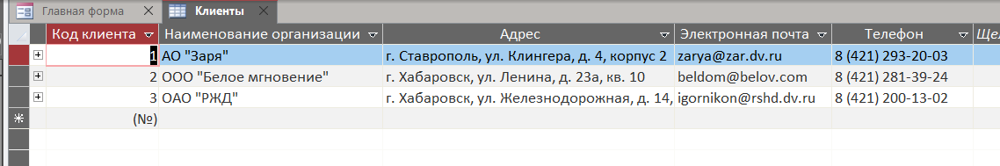 Главная форма Клиенты
Код клиента Наименование организации Адрес Электронная почта Телефон
1 АО "Заря" г. Ставрополь, ул. Клингера, д. 4, корпус 2 zarya@zar.dv.ru 8 (421) 293-20-03
2 ООО "Белое мгновение" г. Хабаровск, ул. Ленина, д. 23а, кв. 10 beldom@belov.com 8 (421) 281-39-24
3 ОАО "РЖД" г. Хабаровск, ул. Железнодорожная, д. 14, igornikon@rshd.dv.ru 8 (421) 200-13-02
(№)